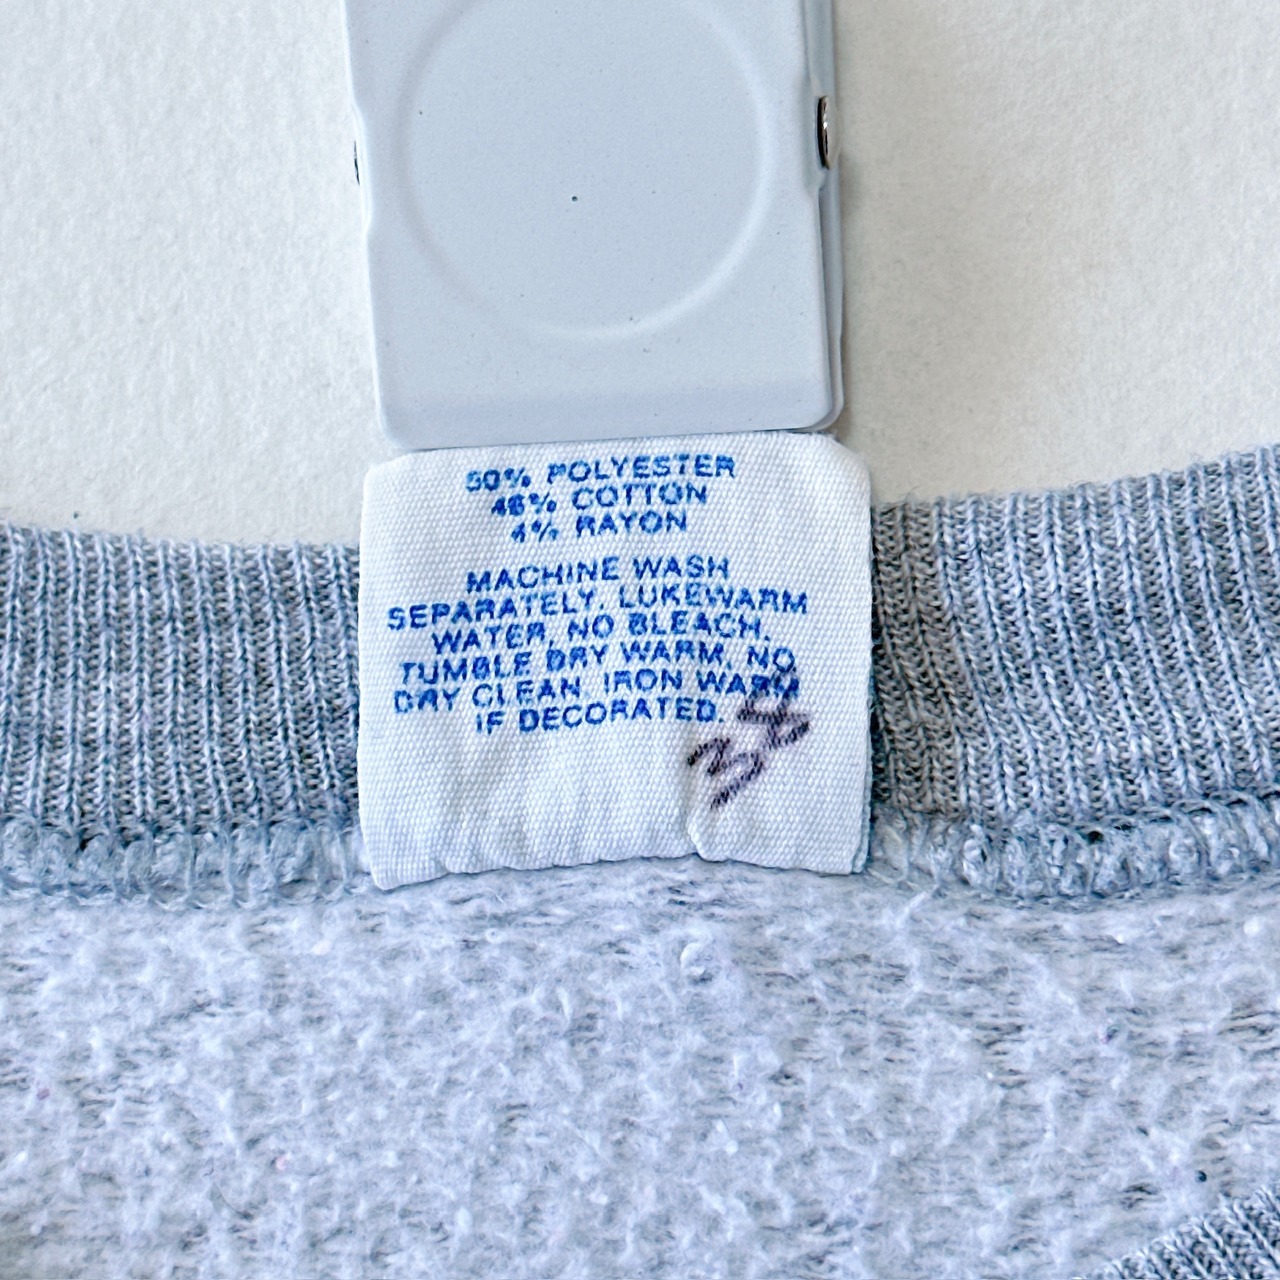 50% POLYESTER
46% COTTON
4% RAYON
MACHINE WASH
SEPARATELY, LUKEWARM
WATER, NO BLEACH.
TUMBLE DRY WARM, NO
DRY CLEAN. IRON WARM
IF DECORATED.